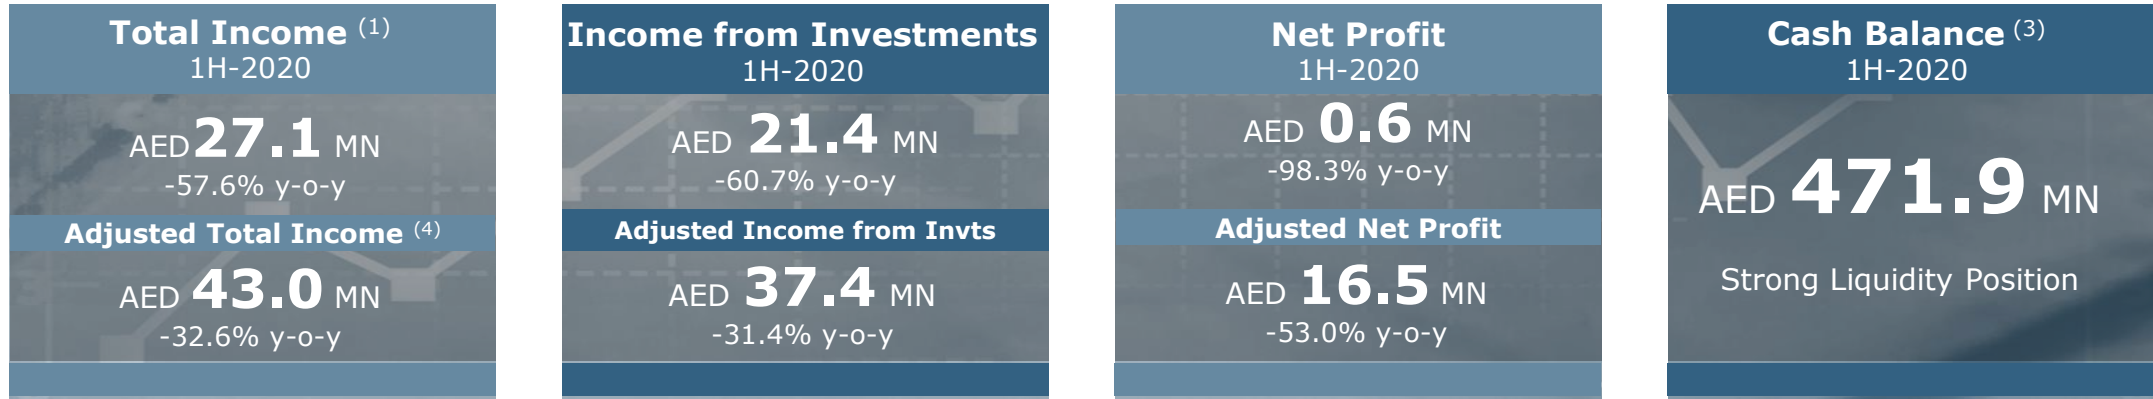 Total Income (1)
1H-2020
AED 27.1 MN
-57.6% y-o-y
Adjusted Total Income (4)
AED 43.0 MN
-32.6% y-o-y
Income from Investments
1H-2020
AED 21.4 MN
-60.7% y-o-y
Adjusted Income from Invts
AED 37.4 MN
-31.4% y-o-y
Net Profit
1H-2020
AED 0.6 MN
-98.3% y-o-y
Adjusted Net Profit
AED 16.5 MN
-53.0% y-o-y
Cash Balance (3)
1H-2020
AED 471.9 MN
Strong Liquidity Position